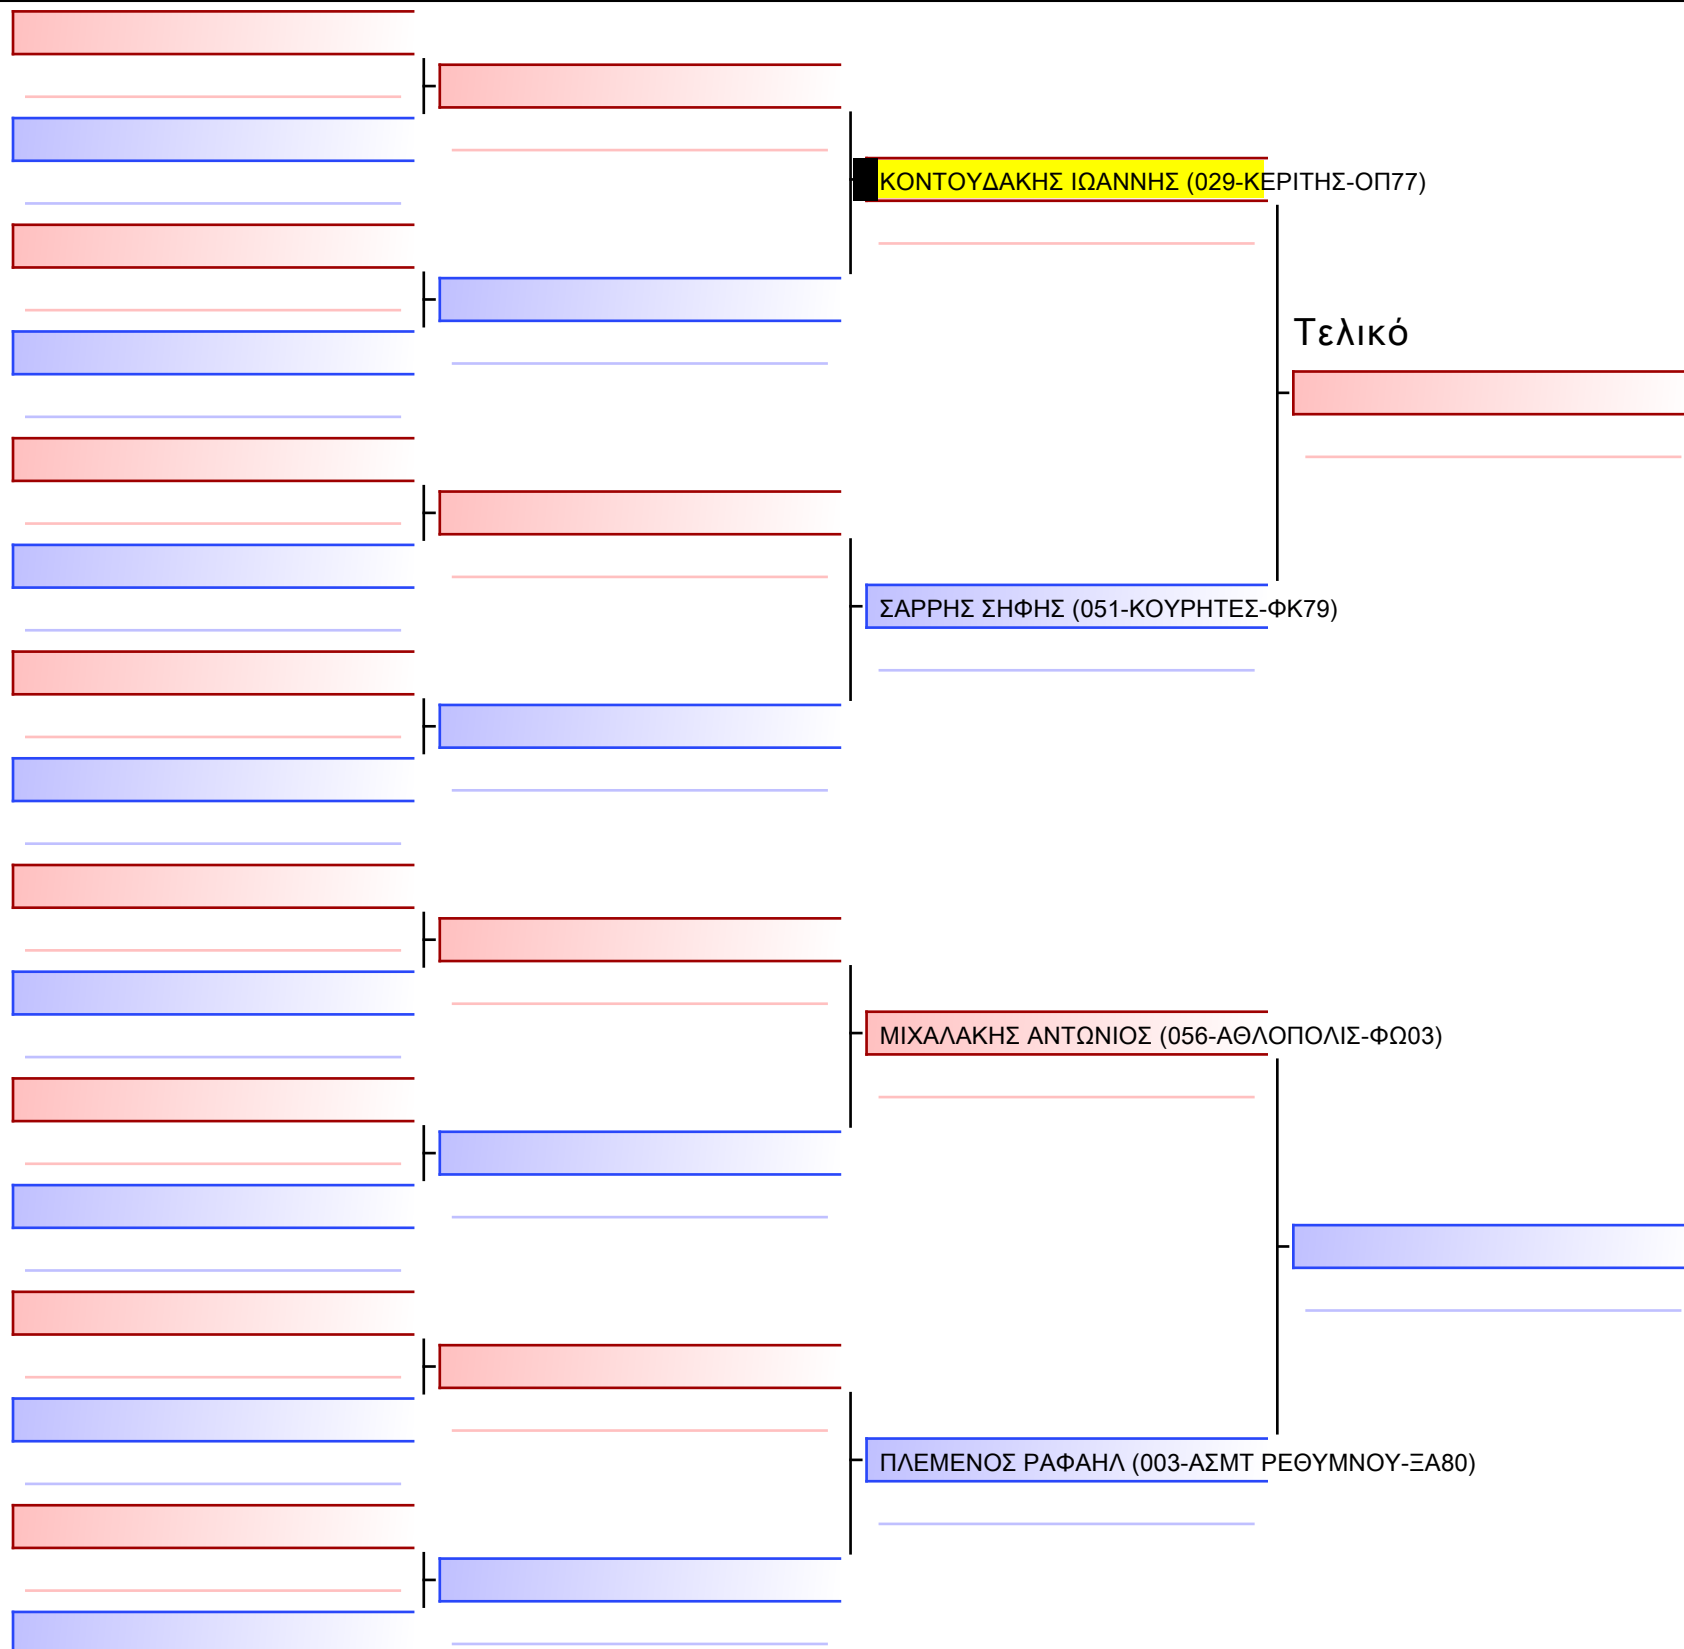 ΚΟΝΤΟΥΔΑΚΗΣ ΙΩΑΝΝΗΣ (029-ΚΕΡΙΤΗΣ-ΟΠ77)
Τελικό
ΣΑΡΡΗΣ ΣΗΦΗΣ (051-ΚΟΥΡΗΤΕΣ-ΦΚ79)
ΜΙΧΑΛΑΚΗΣ ΑΝΤΩΝΙΟΣ (056-ΑΘΛΟΠΟΛΙΣ-ΦΩ03)
ΠΛΕΜΕΝΟΣ ΡΑΦΑΗΛ (003-ΑΣΜΤ ΡΕΘΥΜΝΟΥ-ΞΑ80)